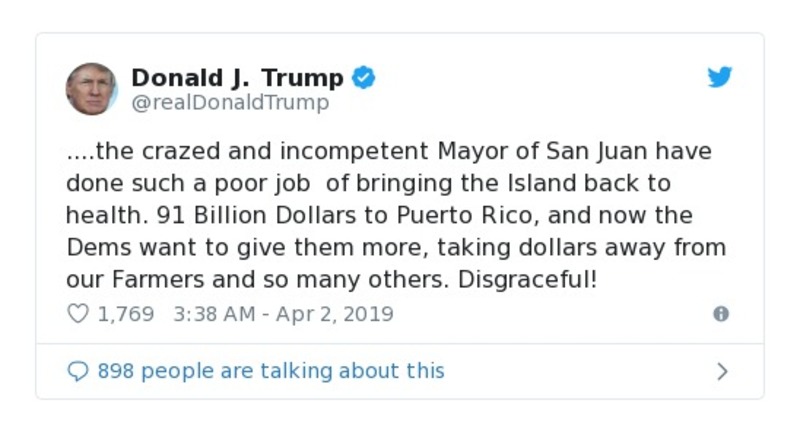 Donald J. Trump
@realDonaldTrump
....the crazed and incompetent Mayor of San Juan have
done such a poor job  of bringing the Island back to
health. 91 Billion Dollars to Puerto Rico, and now the
Dems want to give them more, taking dollars away from
our Farmers and so many others. Disgraceful!
1,769 3:38 AM - Apr 2, 2019
898 people are talking about this